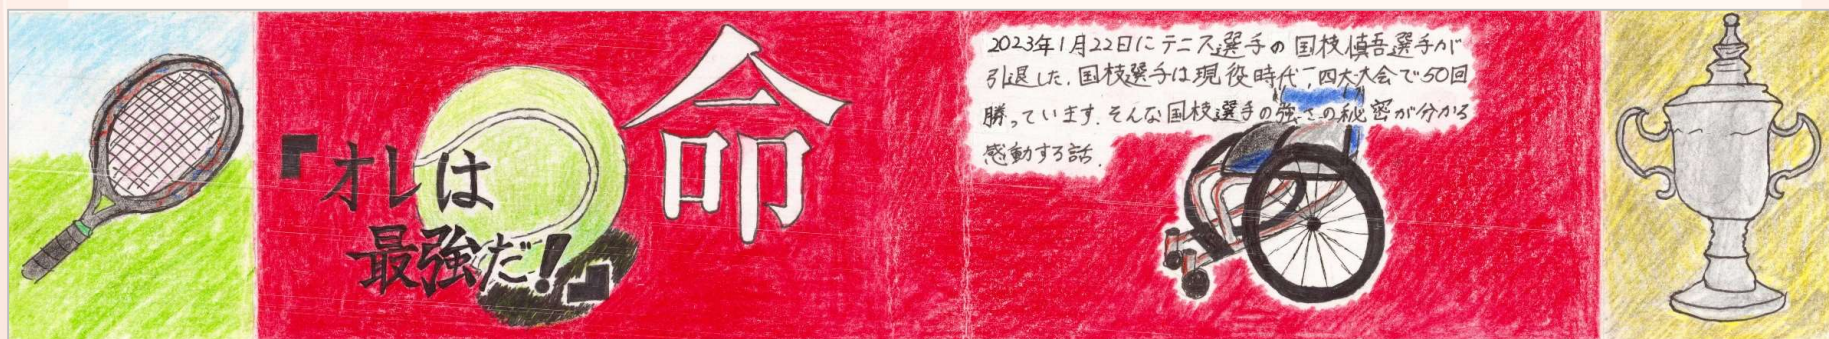 『オレは
最強だ!』
命
2023年1月22日にテニス選手の国枝慎吾選手が
引退した.国枝選手は現役時代、四大大会で50回
勝っています.そんな国枝選手の強さの秘密が分かる
感動する話.